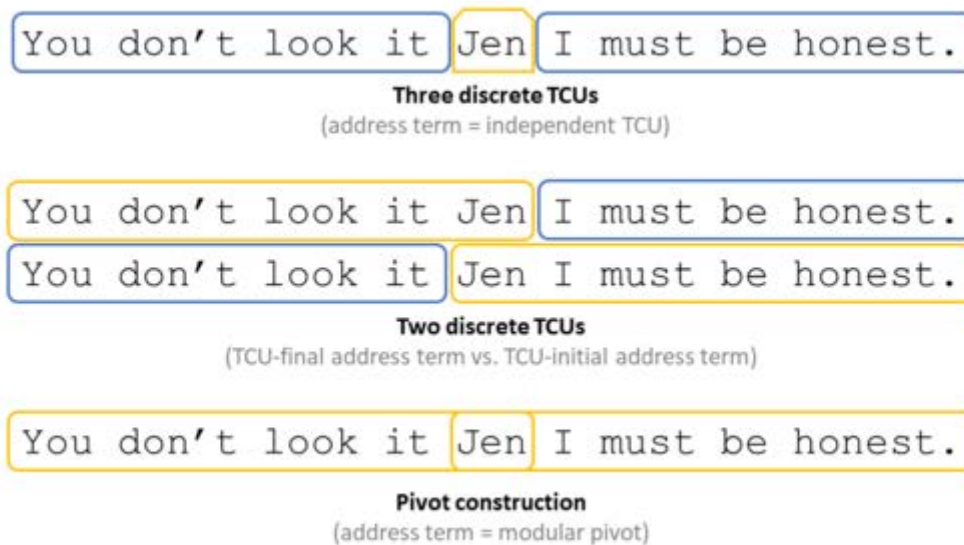 You don't look it Jen I must be honest.
Three discrete TCUs
(address term = independent TCU)
You don't look it Jen I must be honest.
You don't look it Jen I must be honest.
Two discrete TCUs
(TCU-final address term vs. TCU-initial address term)
You don't look it Jen I must be honest.
Pivot construction
(address term = modular pivot)